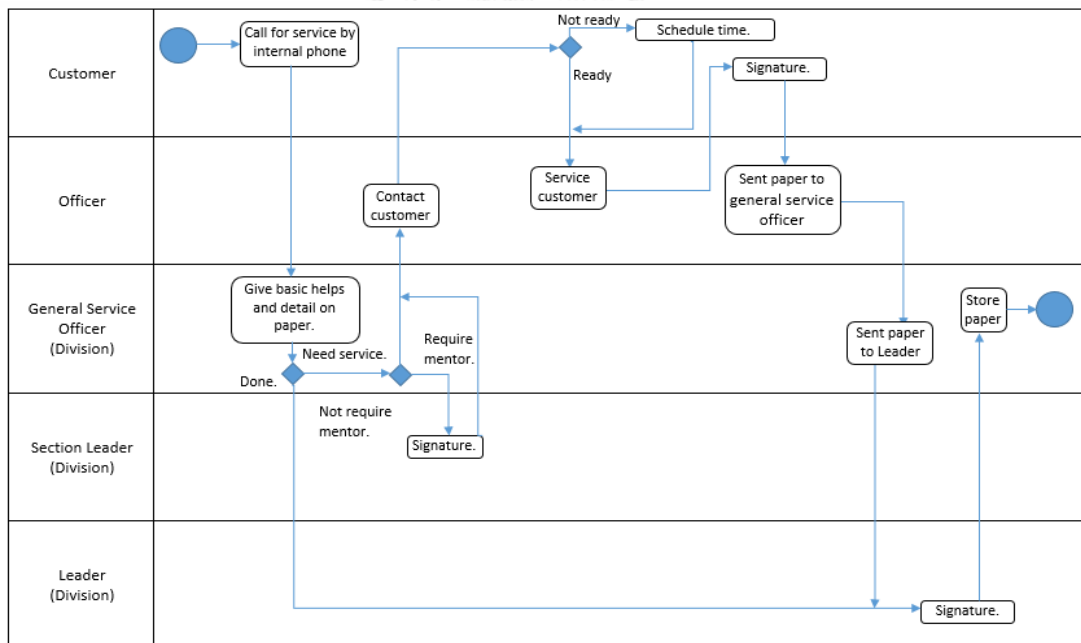 Customer
Call for service by
internal phone
Not ready
Schedule time.
Ready
Signature.
Officer
Contact
customer
Service
customer
Sent paper to
general service
officer
General Service
Officer
(Division)
Give basic helps
and detail on
paper.
Need service.
Done.
Require
mentor.
Not require
mentor.
Sent paper
to Leader
Store
paper
Section Leader
(Division)
Signature.
Leader
(Division)
Signature.